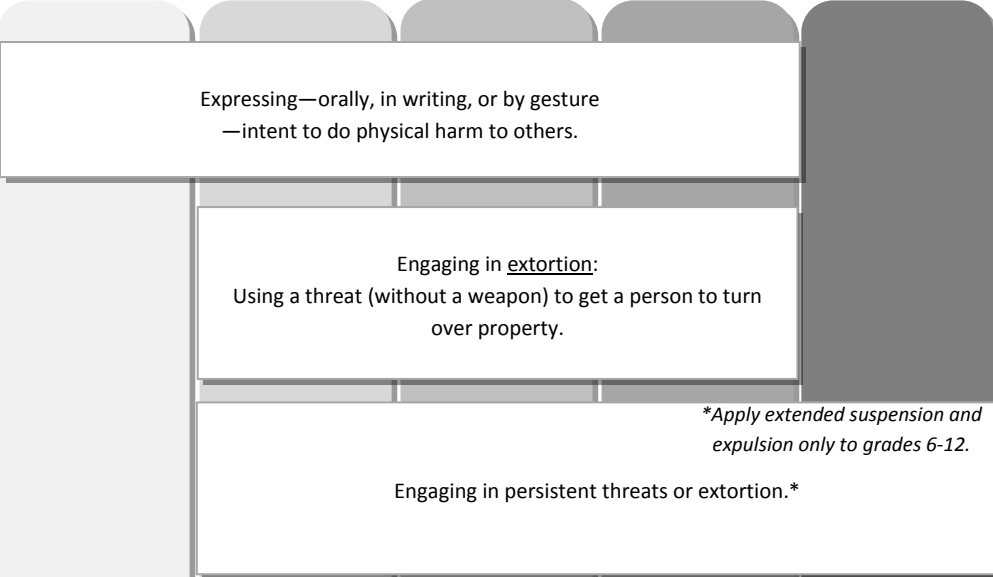 Expressing—orally, in writing, or by gesture
—intent to do physical harm to others.
Engaging in extortion:
Using a threat (without a weapon) to get a person to turn
over property.
*Apply extended suspension and
expulsion only to grades 6-12.
Engaging in persistent threats or extortion.*